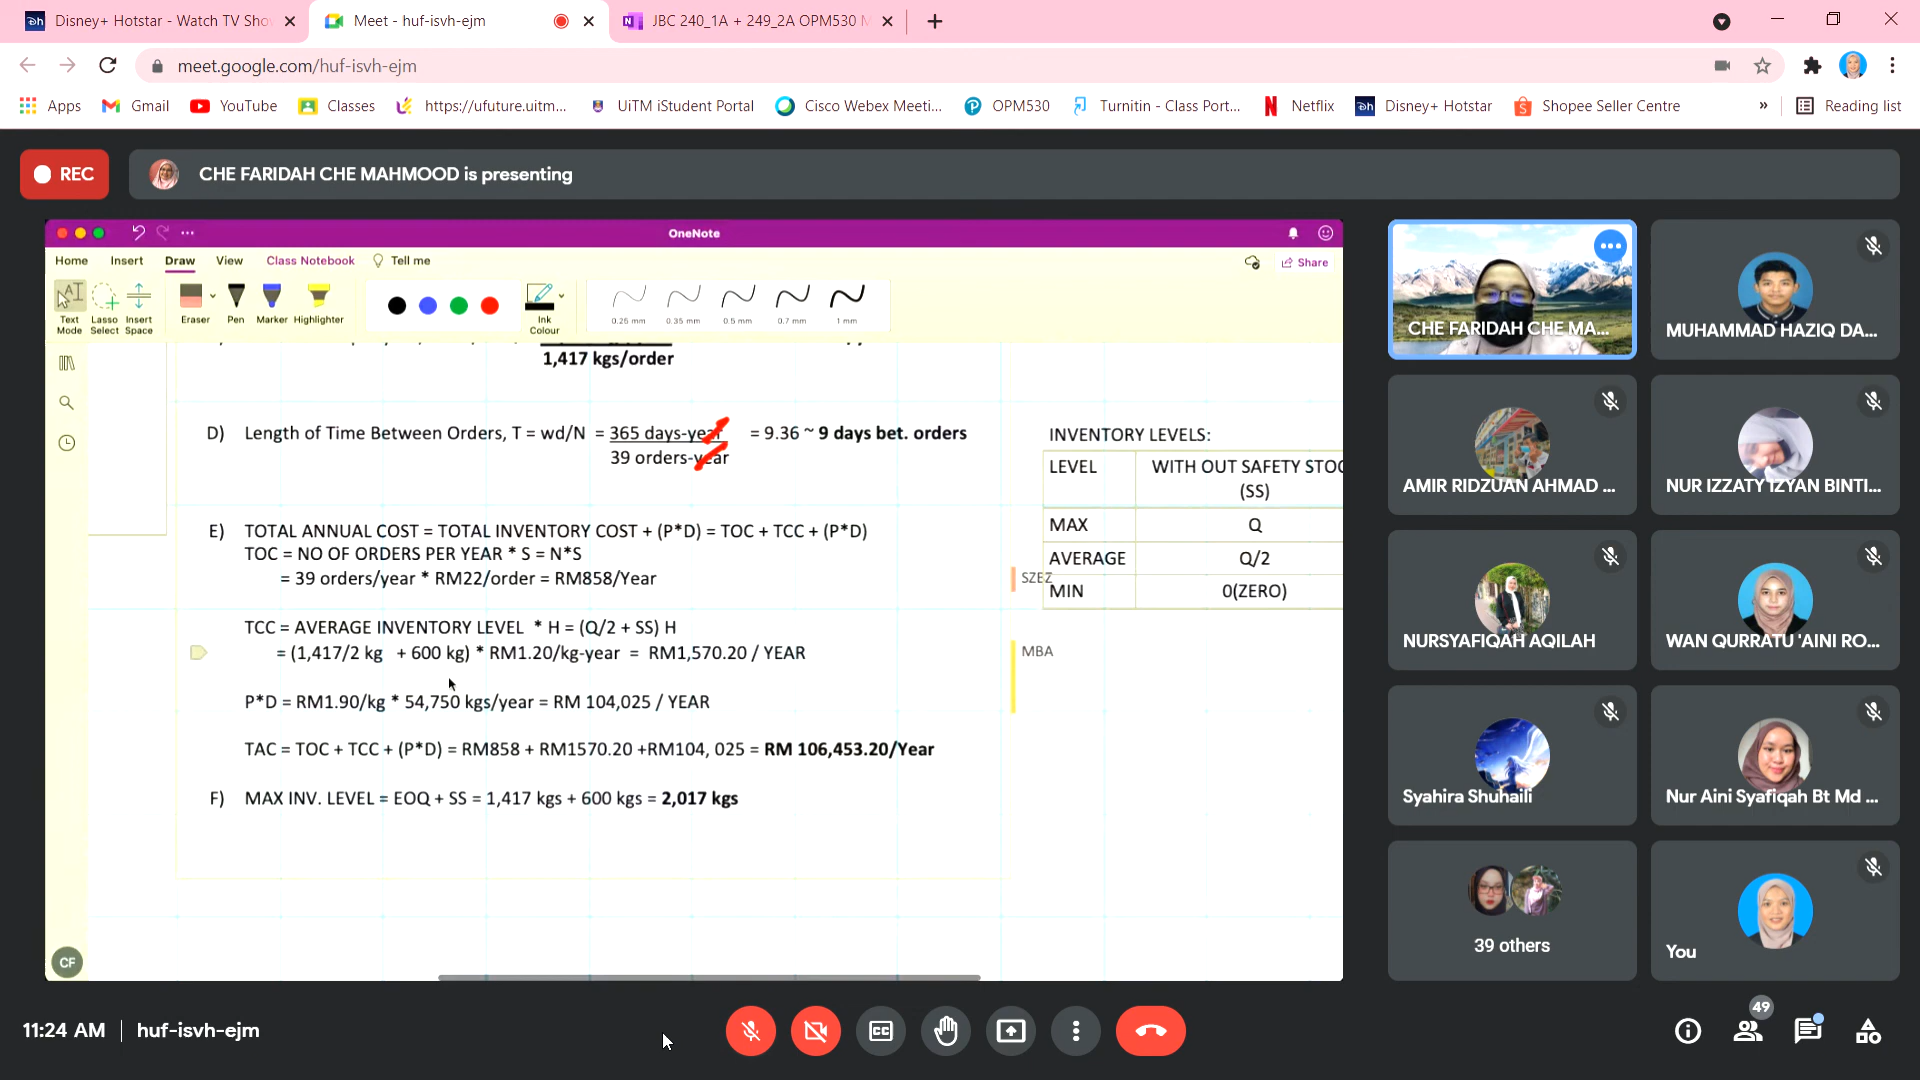 Disney+ Hotstar - Watch TV Sho
Meet - huf-isvh-ejm
JBC 240_1A + 249_2A OPM530 M
meet.google.com/huf-isvh-ejm
Apps
Gmail
YouTube
Classes
https://ufuture.uitm...
UiTM iStudent Portal
Cisco Webex Meeti...
OPM530
Turnitin - Class Port...
Netflix
Disney+ Hotstar
Shopee Seller Centre
»
Reading list
REC
CHE FARIDAH CHE MAHMOOD is presenting
OneNote
Home
Insert
Draw
View
Class Notebook
Tell me
Share
Text Mode
Lasso Select
Insert Space
Eraser
Pen
Marker
Highlighter
Ink Colour
0.25 mm
0.35 mm
0.5 mm
0.7 mm
1 mm
1,417 kgs/order
D) Length of Time Between Orders, T = wd/N = 365 days-year = 9.36 ~ 9 days bet. orders
39 orders-year
E) TOTAL ANNUAL COST = TOTAL INVENTORY COST + (P*D) = TOC + TCC + (P*D)
TOC = NO OF ORDERS PER YEAR * S = N*S
= 39 orders/year * RM22/order = RM858/Year
TCC = AVERAGE INVENTORY LEVEL * H = (Q/2 + SS) H
= (1,417/2 kg + 600 kg) * RM1.20/kg-year = RM1,570.20 / YEAR
P*D = RM1.90/kg * 54,750 kgs/year = RM 104,025 / YEAR
TAC = TOC + TCC + (P*D) = RM858 + RM1570.20 +RM104, 025 = RM 106,453.20/Year
F) MAX INV. LEVEL = EOQ + SS = 1,417 kgs + 600 kgs = 2,017 kgs
INVENTORY LEVELS:
LEVEL WITH OUT SAFETY STOC
(SS)
MAX Q
AVERAGE Q/2
MIN 0(ZERO)
SZEZ
MBA
CF
CHE FARIDAH CHE MA...
MUHAMMAD HAZIQ DA...
AMIR RIDZUAN AHMAD ...
NUR IZZATY IZYAN BINTI...
NURSYAFIQAH AQILAH
WAN QURRATU 'AINI RO...
Syahira Shuhaili
Nur Aini Syafiqah Bt Md ...
39 others
You
11:24 AM
huf-isvh-ejm
49